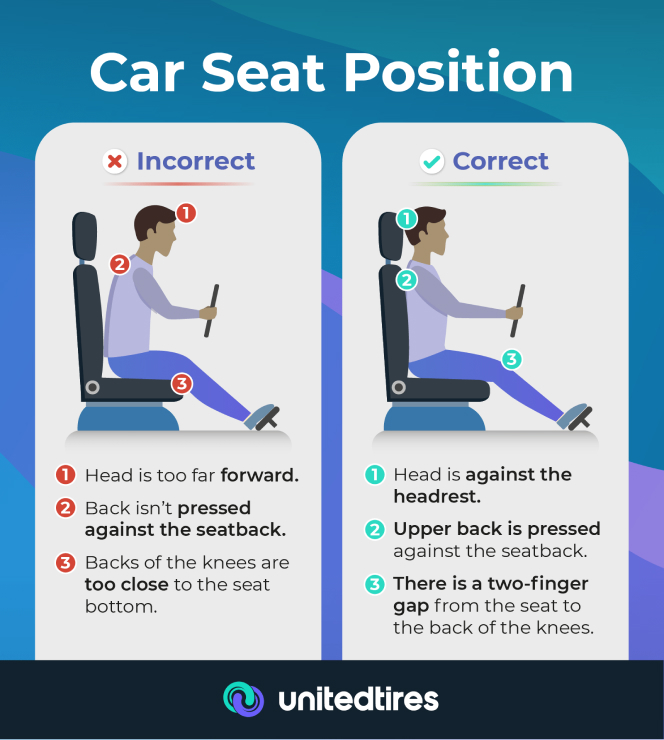 Car Seat Position
Incorrect
1
2
3
1 Head is too far forward.
2 Back isn't pressed
against the seatback.
3 Backs of the knees are
too close to the seat
bottom.
Correct
1
2
3
1 Head is against the
headrest.
2 Upper back is pressed
against the seatback.
3 There is a two-finger
gap from the seat to
the back of the knees.
unitedtires